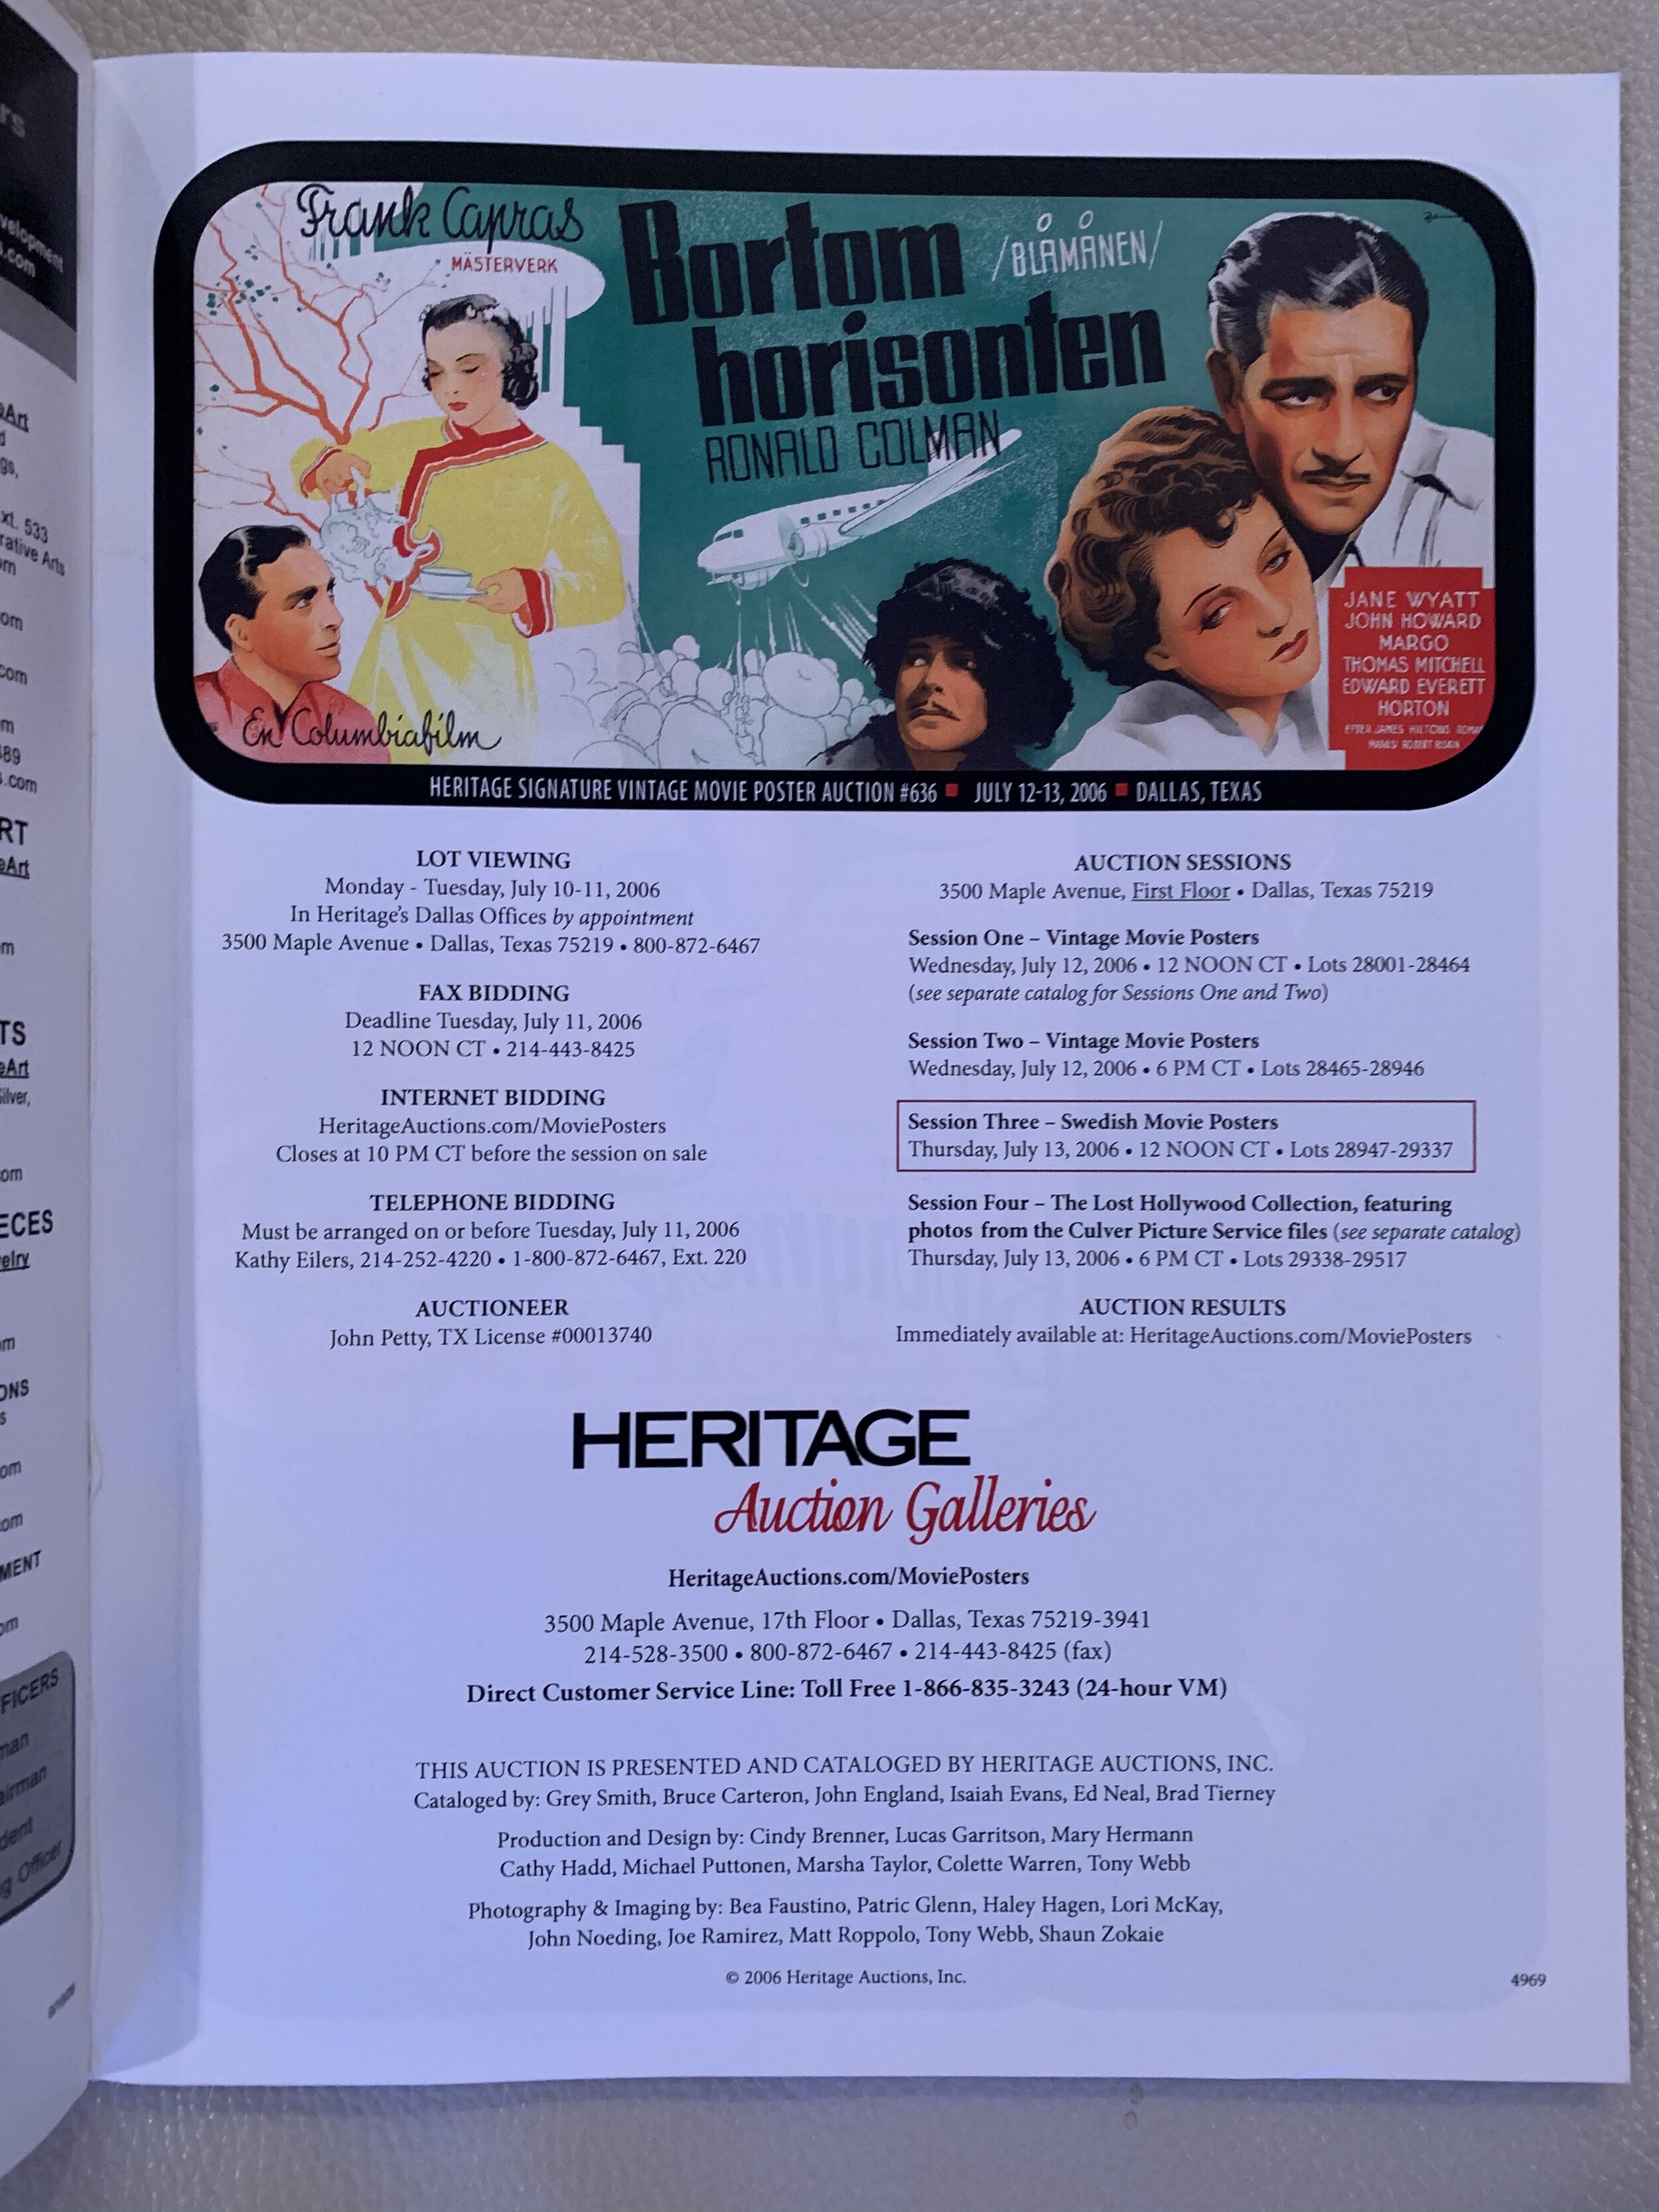 Frank Capras
MÄSTERVERK
Bortom
horisonten
/BLÅMÅNEN/
RONALD COLMAN
JANE WYATT
JOHN HOWARD
MARGO
THOMAS MITCHELL
EDWARD EVERETT
HORTON
EFTER JAMES HILTONS ROMAN
MANUS: ROBERT RISKIN
En Columbiafilm
HERITAGE SIGNATURE VINTAGE MOVIE POSTER AUCTION #636 ■ JULY 12-13, 2006 ■ DALLAS, TEXAS
LOT VIEWING
Monday - Tuesday, July 10-11, 2006
In Heritage's Dallas Offices by appointment
3500 Maple Avenue • Dallas, Texas 75219 • 800-872-6467
FAX BIDDING
Deadline Tuesday, July 11, 2006
12 NOON CT • 214-443-8425
INTERNET BIDDING
HeritageAuctions.com/MoviePosters
Closes at 10 PM CT before the session on sale
TELEPHONE BIDDING
Must be arranged on or before Tuesday, July 11, 2006
Kathy Eilers, 214-252-4220 • 1-800-872-6467, Ext. 220
AUCTIONEER
John Petty, TX License #00013740
AUCTION SESSIONS
3500 Maple Avenue, First Floor • Dallas, Texas 75219
Session One – Vintage Movie Posters
Wednesday, July 12, 2006 • 12 NOON CT • Lots 28001-28464
(see separate catalog for Sessions One and Two)
Session Two – Vintage Movie Posters
Wednesday, July 12, 2006 • 6 PM CT • Lots 28465-28946
Session Three – Swedish Movie Posters
Thursday, July 13, 2006 • 12 NOON CT • Lots 28947-29337
Session Four – The Lost Hollywood Collection, featuring
photos from the Culver Picture Service files (see separate catalog)
Thursday, July 13, 2006 • 6 PM CT • Lots 29338-29517
AUCTION RESULTS
Immediately available at: HeritageAuctions.com/MoviePosters
HERITAGE
Auction Galleries
HeritageAuctions.com/MoviePosters
3500 Maple Avenue, 17th Floor • Dallas, Texas 75219-3941
214-528-3500 • 800-872-6467 • 214-443-8425 (fax)
Direct Customer Service Line: Toll Free 1-866-835-3243 (24-hour VM)
THIS AUCTION IS PRESENTED AND CATALOGED BY HERITAGE AUCTIONS, INC.
Cataloged by: Grey Smith, Bruce Carteron, John England, Isaiah Evans, Ed Neal, Brad Tierney
Production and Design by: Cindy Brenner, Lucas Garritson, Mary Hermann
Cathy Hadd, Michael Puttonen, Marsha Taylor, Colette Warren, Tony Webb
Photography & Imaging by: Bea Faustino, Patric Glenn, Haley Hagen, Lori McKay,
John Noeding, Joe Ramirez, Matt Roppolo, Tony Webb, Shaun Zokaie
© 2006 Heritage Auctions, Inc.
4969